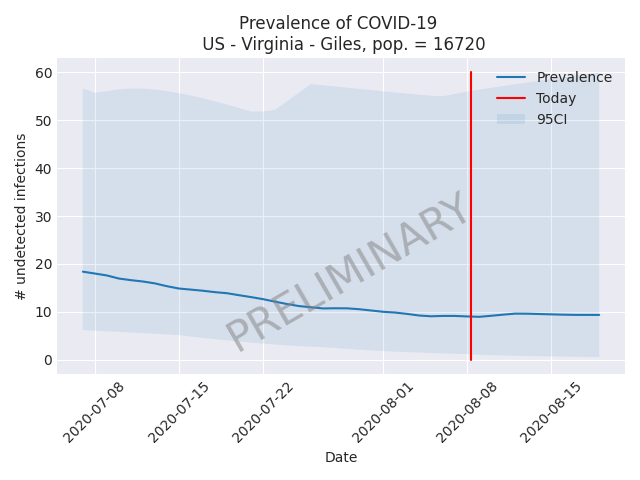 Prevalence of COVID-19
US - Virginia - Giles, pop. = 16720
60
50
40
30
20
10
0
# undetected infections
Prevalence
Today
95CI
PRELIMINARY
2020-07-08
2020-07-15
2020-07-22
2020-08-01
2020-08-08
2020-08-15
Date